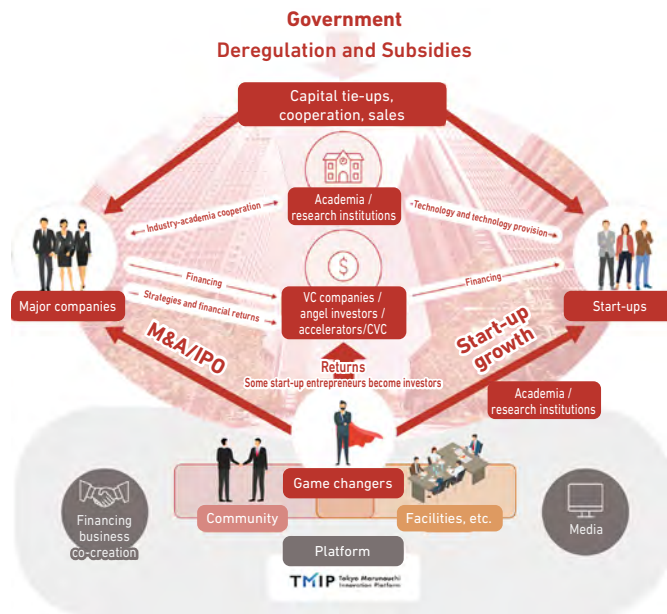 Government
Deregulation and Subsidies
Capital tie-ups,
cooperation, sales
Academia /
research institutions
Industry-academia cooperation
Technology and technology provision
Major companies
Financing
Strategies and financial returns
VC companies /
angel investors /
accelerators/CVC
Financing
Start-ups
M&A/IPO
Returns
Some start-up entrepreneurs become investors
Start-up
growth
Academia /
research institutions
Game changers
Community
Facilities, etc.
Financing
business
co-creation
Media
Platform
TMIP Tokyo Marunouchi
Innovation Platform